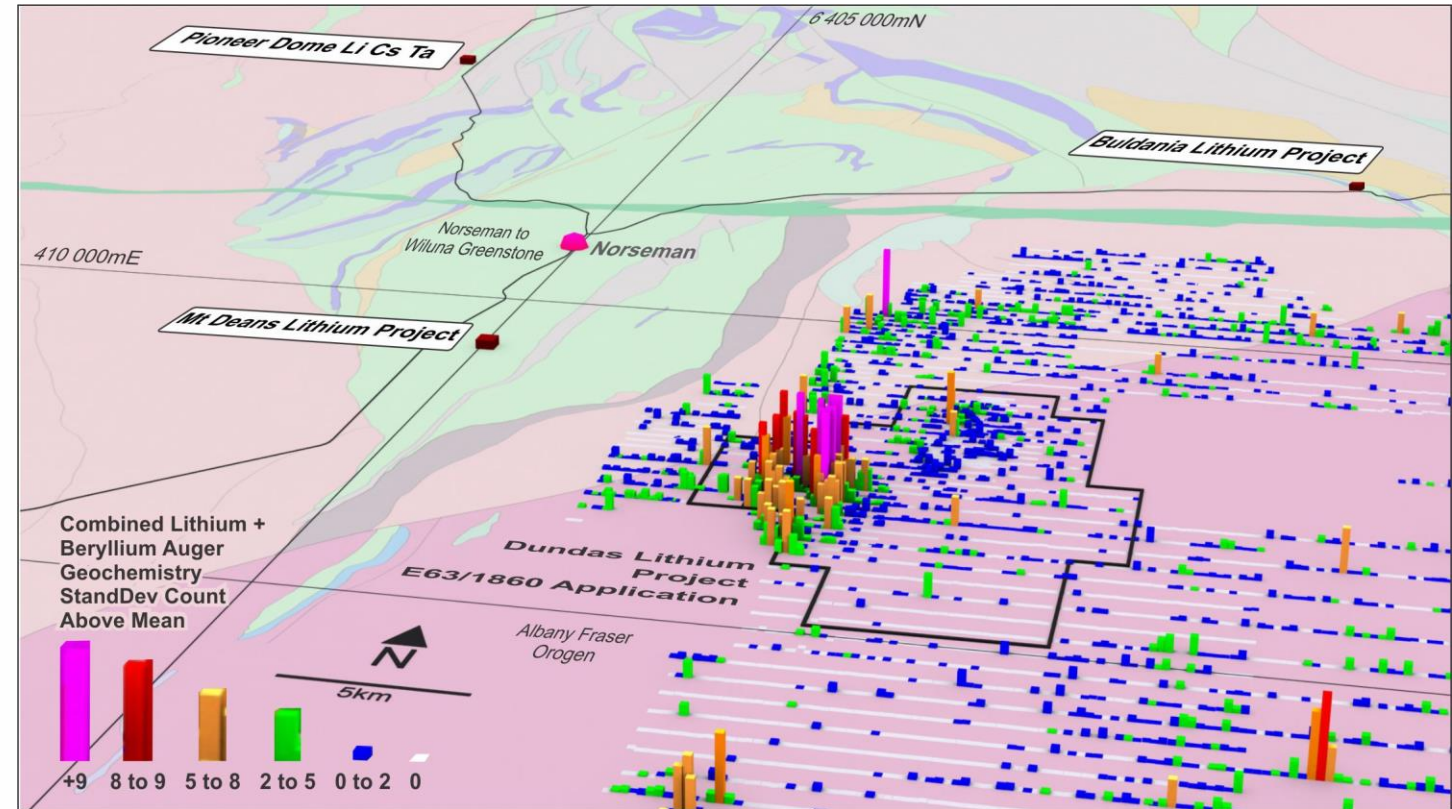 6 405 000mN
Pioneer Dome Li Cs Ta
Buldania Lithium Project
Norseman to
Wiluna Greenstone
Norseman
410 000mE
Mt Deans Lithium Project
Combined Lithium +
Beryllium Auger
Geochemistry
StandDev Count
Above Mean
Dundas Lithium
Project
E63/1860 Application
Albany Fraser
Orogen
N
5km
+9 8 to 9 5 to 8 2 to 5 0 to 2 0